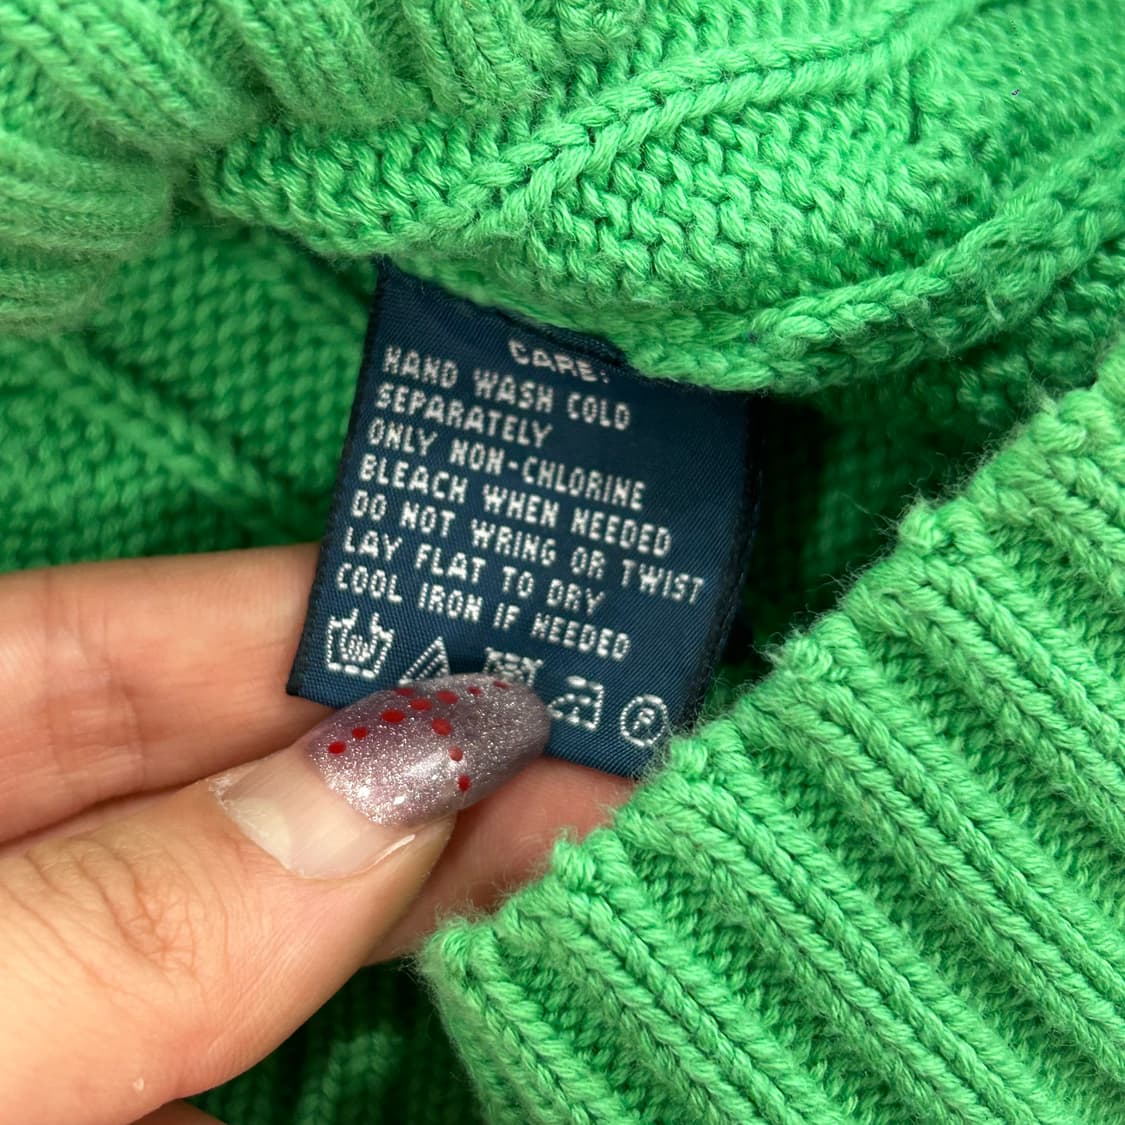 CARE:
HAND WASH COLD
SEPARATELY
ONLY NON-CHLORINE
BLEACH WHEN NEEDED
DO NOT WRING OR TWIST
LAY FLAT TO DRY
COOL IRON IF NEEDED
P